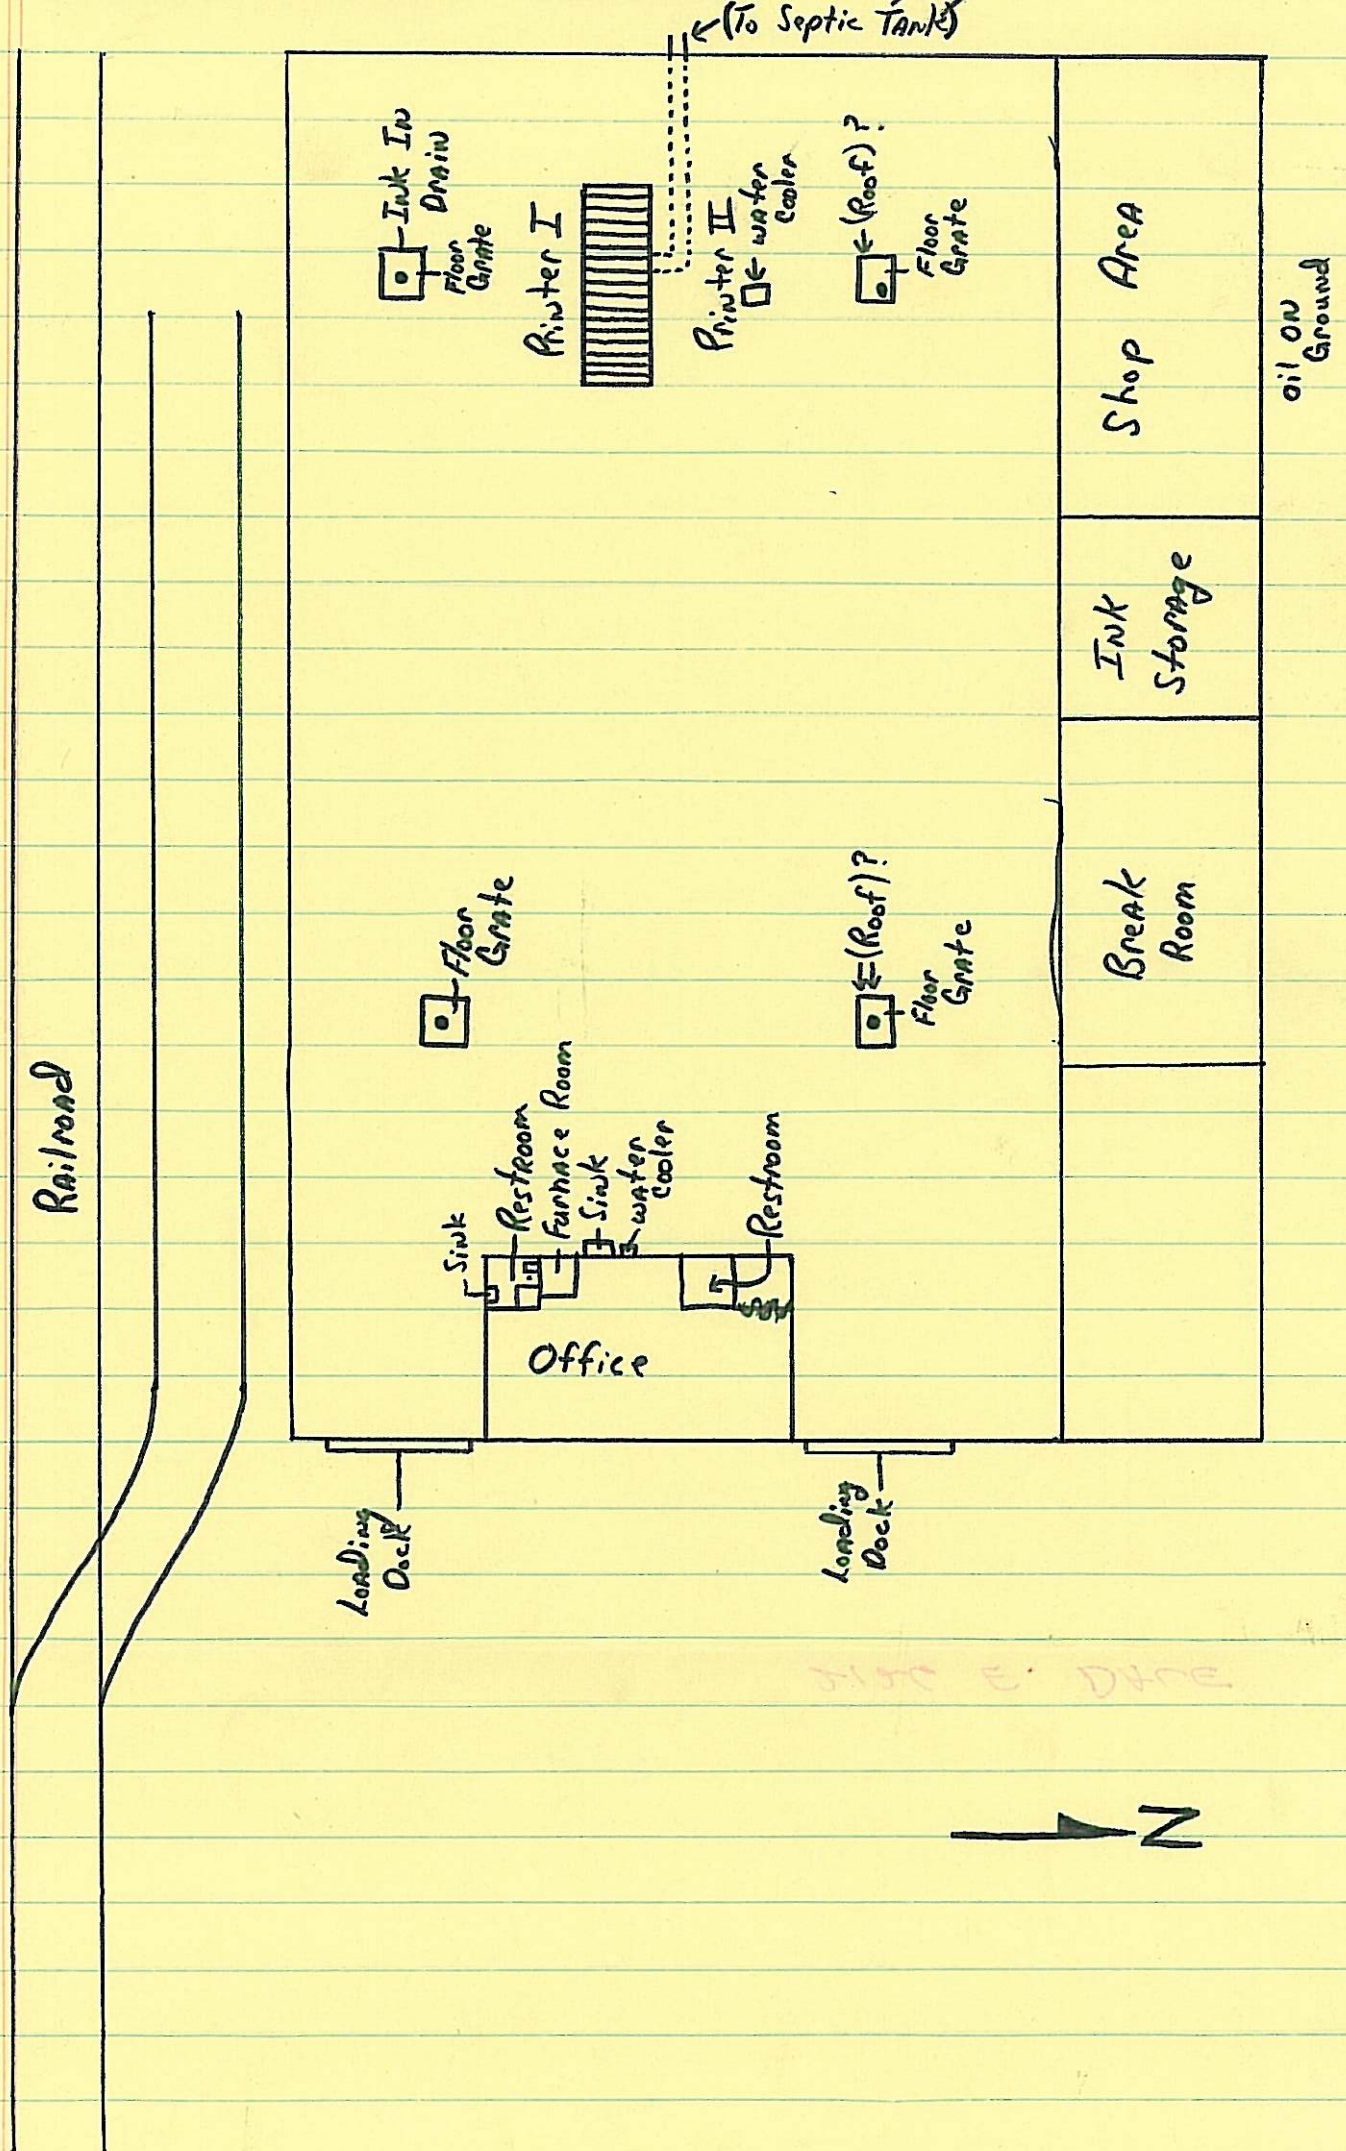 (To Septic Tank)
Ink In
Drain
Floor
Grate
Printer I
Printer II
Water
Cooler
(Roof)?
Floor
Grate
Shop Area
Oil On
Ground
Ink
Storage
Floor
Grate
(Roof)?
Floor
Grate
Break
Room
Railroad
Sink
Restroom
Furnace Room
Sink
Water
Cooler
Restroom
Office
Loading
Dock
Loading
Dock
N